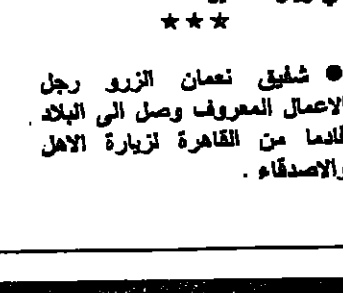 ***
● شفيق نعمان الزرو رجل
الاعمال المعروف وصل الى البلاد
قادما من القاهرة لزيارة الاهل
والاصدقاء .